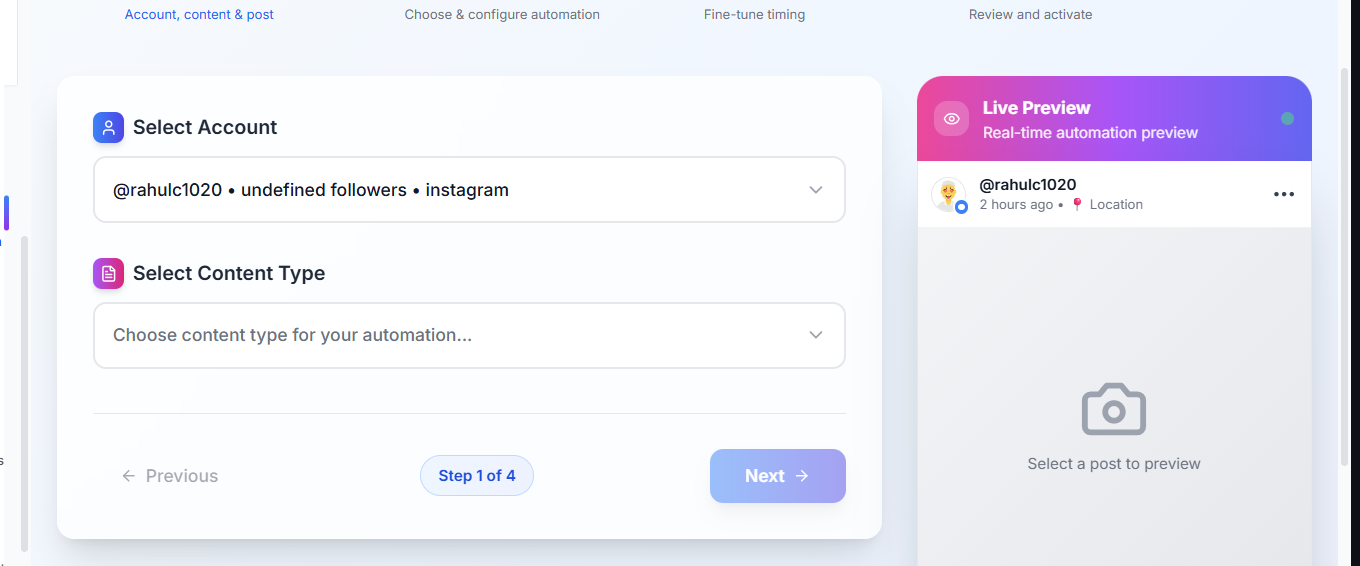 Account, content & post
Choose & configure automation
Fine-tune timing
Review and activate
Select Account
@rahulc1020 • undefined followers • instagram
Select Content Type
Choose content type for your automation...
Previous
Step 1 of 4
Next
Live Preview
Real-time automation preview
@rahulc1020
2 hours ago • 📍 Location
Select a post to preview